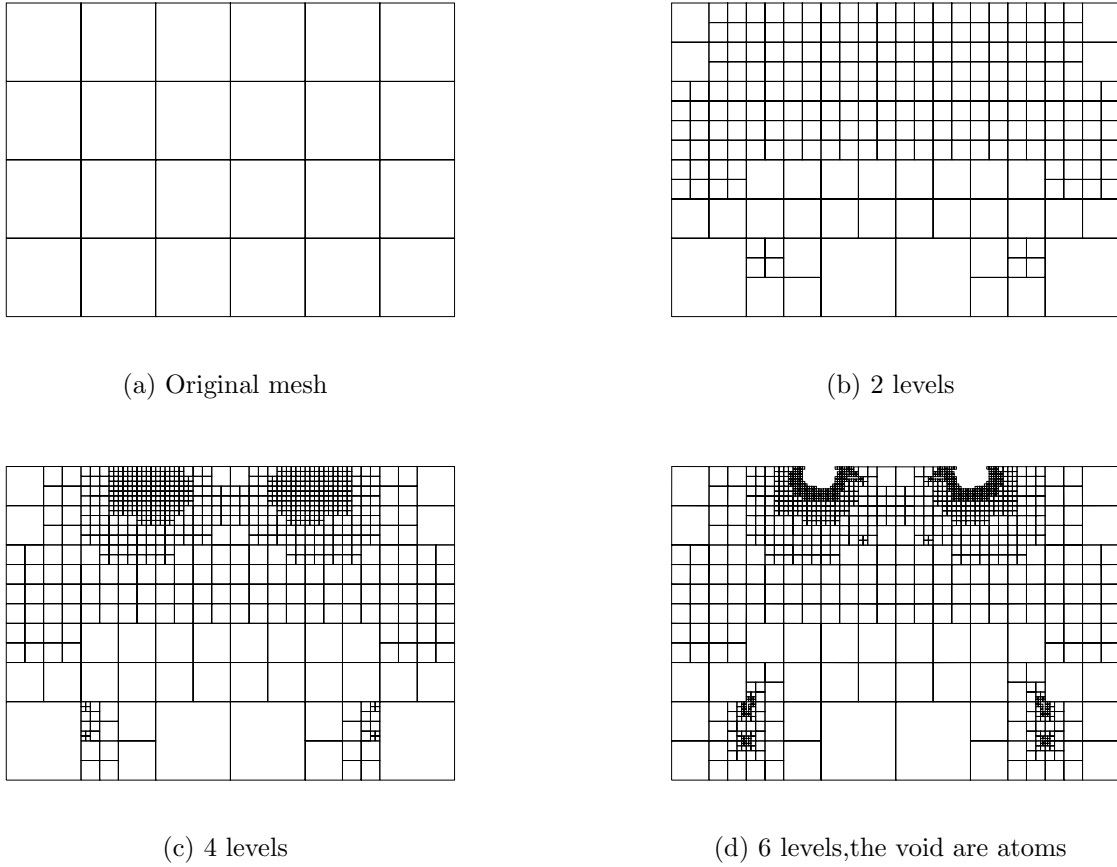 (a) Original mesh
(b) 2 levels
(c) 4 levels
(d) 6 levels,the void are atoms